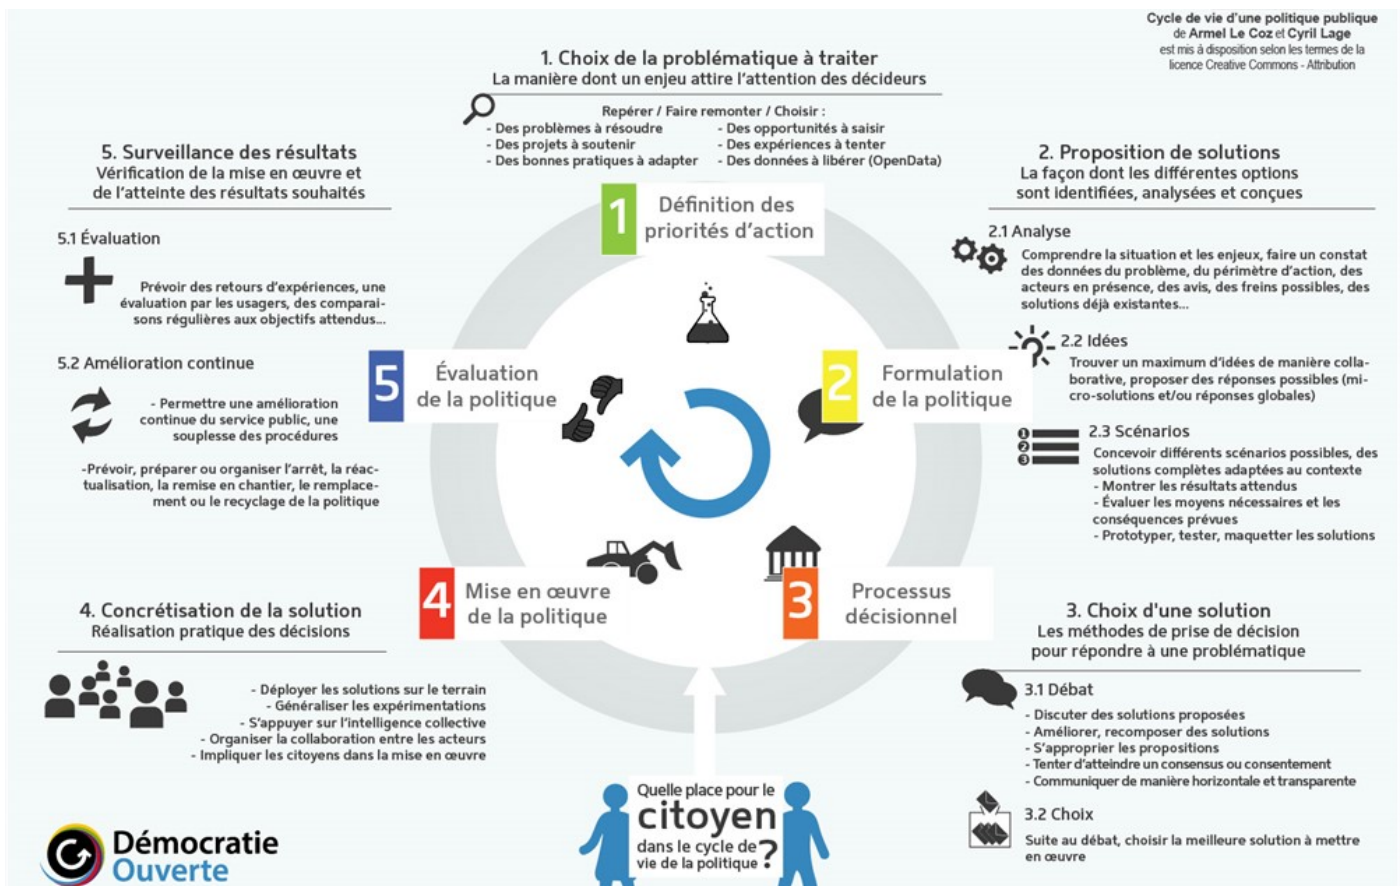 Cycle de vie d'une politique publique
de Armel Le Coz et Cyril Lage
est mis à disposition selon les termes de la
licence Creative Commons - Attribution
1. Choix de la problématique à traiter
La manière dont un enjeu attire l'attention des décideurs
Repérer / Faire remonter / Choisir :
- Des problèmes à résoudre
- Des projets à soutenir
- Des bonnes pratiques à adapter
- Des opportunités à saisir
- Des expériences à tenter
- Des données à libérer (OpenData)
1
Définition des
priorités d'action
2. Proposition de solutions
La façon dont les différentes options
sont identifiées, analysées et conçues
2.1 Analyse
Comprendre la situation et les enjeux, faire un constat
des données du problème, du périmètre d'action, des
acteurs en présence, des avis, des freins possibles, des
solutions déjà existantes...
2.2 Idées
Trouver un maximum d'idées de manière colla-
borative, proposer des réponses possibles (mi-
cro-solutions et/ou réponses globales)
1
2
3
2.3 Scénarios
Concevoir différents scénarios possibles, des
solutions complètes adaptées au contexte
- Montrer les résultats attendus
- Évaluer les moyens nécessaires et les
conséquences prévues
- Prototyper, tester, maquetter les solutions
2
Formulation
de la politique
3
Processus
décisionnel
3. Choix d'une solution
Les méthodes de prise de décision
pour répondre à une problématique
3.1 Débat
- Discuter des solutions proposées
- Améliorer, recomposer des solutions
- S'approprier les propositions
- Tenter d'atteindre un consensus ou consentement
- Communiquer de manière horizontale et transparente
3.2 Choix
Suite au débat, choisir la meilleure solution à mettre
en œuvre
4
Mise en œuvre
de la politique
4. Concrétisation de la solution
Réalisation pratique des décisions
- Déployer les solutions sur le terrain
- Généraliser les expérimentations
- S'appuyer sur l'intelligence collective
- Organiser la collaboration entre les acteurs
- Impliquer les citoyens dans la mise en œuvre
5
Évaluation
de la politique
5. Surveillance des résultats
Vérification de la mise en œuvre et
de l'atteinte des résultats souhaités
5.1 Évaluation
Prévoir des retours d'expériences, une
évaluation par les usagers, des comparai-
sons régulières aux objectifs attendus...
5.2 Amélioration continue
- Permettre une amélioration
continue du service public, une
souplesse des procédures
-Prévoir, préparer ou organiser l'arrêt, la réac-
tualisation, la remise en chantier, le remplace-
ment ou le recyclage de la politique
Quelle place pour le
citoyen
dans le cycle de
vie de la politique ?
Démocratie
Ouverte